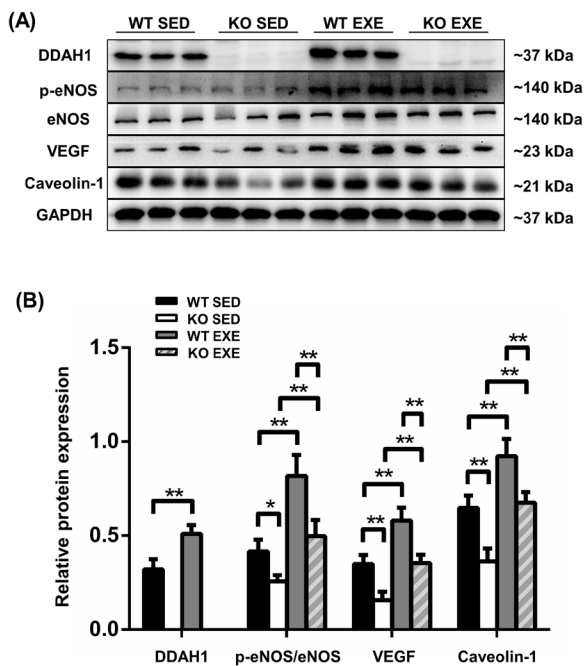 (A)
WT SED KO SED WT EXE KO EXE
DDAH1 ~37 kDa
p-eNOS ~140 kDa
eNOS ~140 kDa
VEGF ~23 kDa
Caveolin-1 ~21 kDa
GAPDH ~37 kDa
(B)
WT SED
KO SED
WT EXE
KO EXE
Relative protein expression
1.5
1.0
0.5
0.0
** * ** ** ** ** ** ** ** ** ** ** **
DDAH1 p-eNOS/eNOS VEGF Caveolin-1